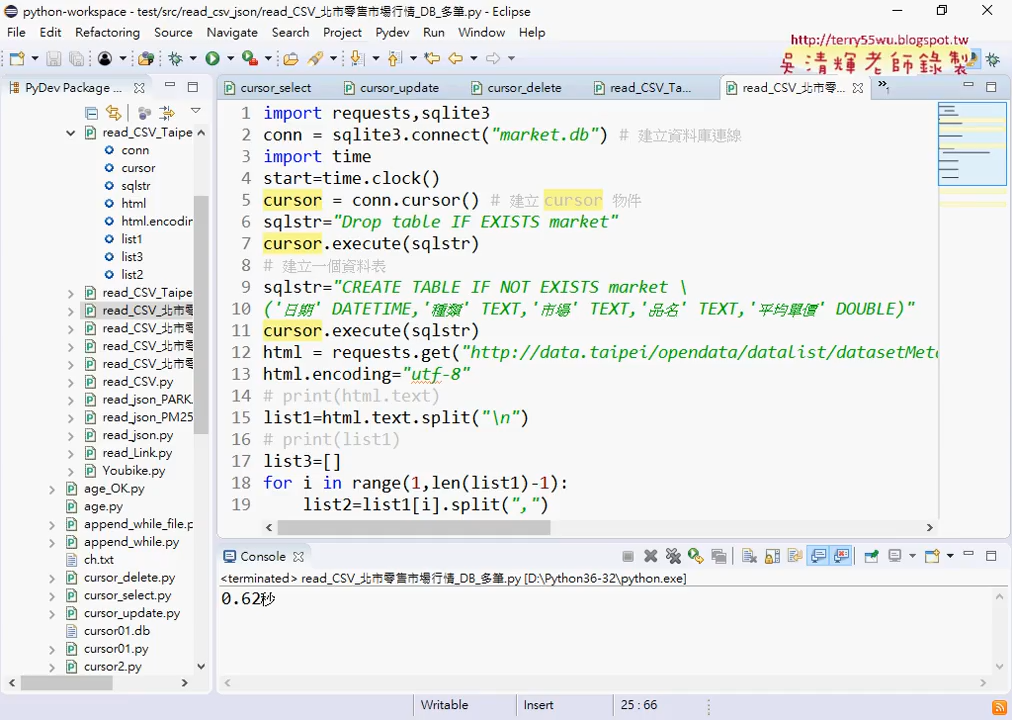 python-workspace - test/src/read_csv_json/read_CSV_北市零售市場行情_DB_多筆.py - Eclipse
File Edit Refactoring Source Navigate Search Project Pydev Run Window Help
http://terry55wu.blogspot.tw
吳清輝老師錄製
PyDev Package ...
cursor_select cursor_update cursor_delete read_CSV_Ta... read_CSV_北市零...
read_CSV_Taipe
conn
cursor
sqlstr
html
html.encodin
list1
list3
list2
read_CSV_Taipe
read_CSV_北市零
read_CSV_北市零
read_CSV_北市零
read_CSV_北市零
read_CSV.py
read_json_PARK.
read_json_PM25
read_json.py
read_Link.py
Youbike.py
age_OK.py
age.py
append_while_file.p
append_while.py
ch.txt
cursor_delete.py
cursor_select.py
cursor_update.py
cursor01.db
cursor01.py
cursor2.py
1 import requests,sqlite3
2 conn = sqlite3.connect("market.db") # 建立資料庫連線
3 import time
4 start=time.clock()
5 cursor = conn.cursor() # 建立 cursor 物件
6 sqlstr="Drop table IF EXISTS market"
7 cursor.execute(sqlstr)
8 # 建立一個資料表
9 sqlstr="CREATE TABLE IF NOT EXISTS market \
10 ('日期' DATETIME,'種類' TEXT,'市場' TEXT,'品名' TEXT,'平均單價' DOUBLE)"
11 cursor.execute(sqlstr)
12 html = requests.get("http://data.taipei/opendata/datalist/datasetMeta
13 html.encoding="utf-8"
14 # print(html.text)
15 list1=html.text.split("\n")
16 # print(list1)
17 list3=[]
18 for i in range(1,len(list1)-1):
19 list2=list1[i].split(",")
Console
<terminated> read_CSV_北市零售市場行情_DB_多筆.py [D:\Python36-32\python.exe]
0.62秒
Writable Insert 25 : 66